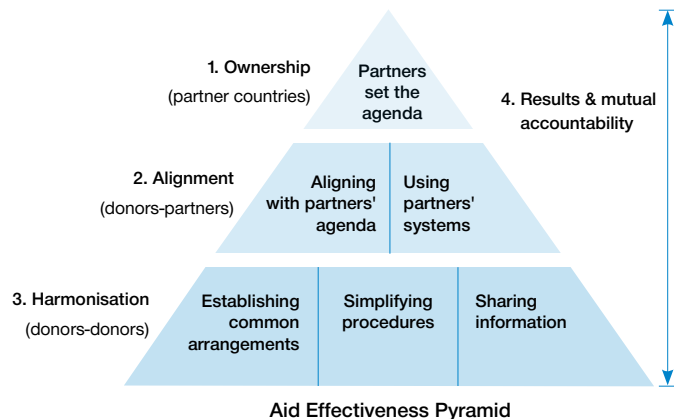 1. Ownership
(partner countries)
Partners
set the
agenda
4. Results & mutual
accountability
2. Alignment
(donors-partners)
Aligning
with partners'
agenda
Using
partners'
systems
3. Harmonisation
(donors-donors)
Establishing
common
arrangements
Simplifying
procedures
Sharing
information
Aid Effectiveness Pyramid